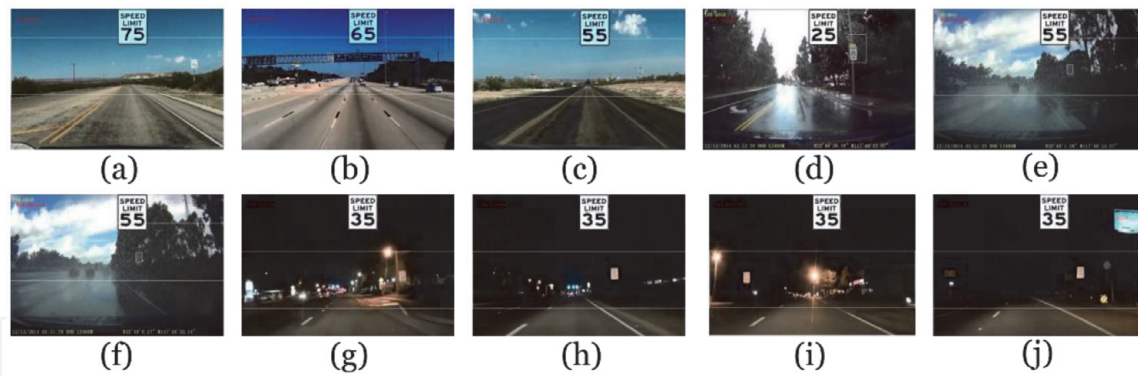 SPEED
LIMIT
75
SPEED
LIMIT
65
SPEED
LIMIT
55
SPEED
LIMIT
25
SPEED
LIMIT
55
(a)
(b)
(c)
(d)
(e)
SPEED
LIMIT
55
SPEED
LIMIT
35
SPEED
LIMIT
35
SPEED
LIMIT
35
SPEED
LIMIT
35
(f)
(g)
(h)
(i)
(j)